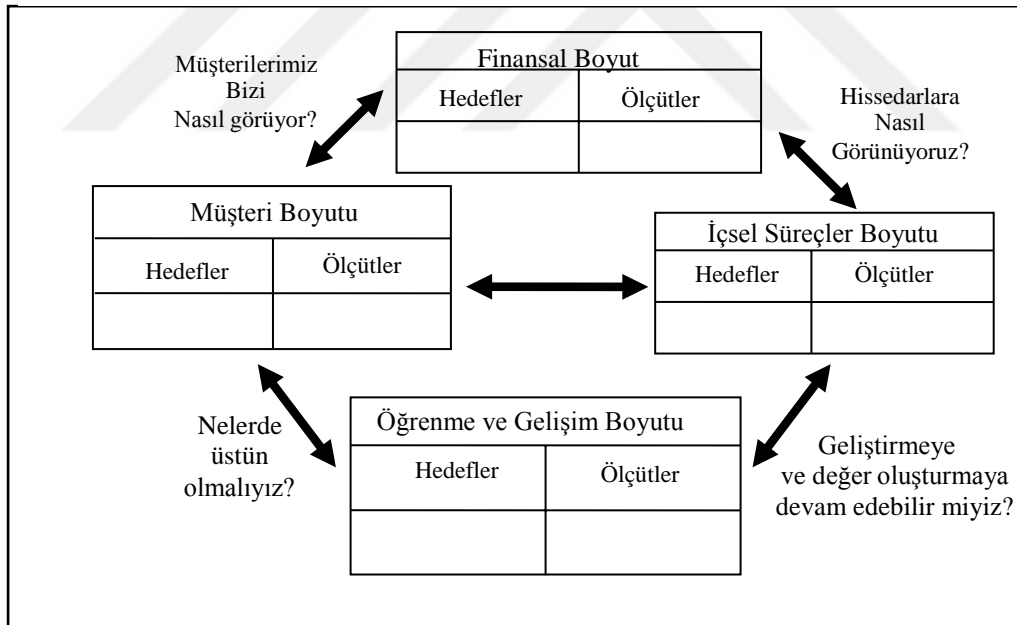 Finansal Boyut
Hedefler
Ölçütler
Müşterilerimiz
Bizi
Nasıl görüyor?
Hissedarlara
Nasıl
Görünüyoruz?
Müşteri Boyutu
Hedefler
Ölçütler
İçsel Süreçler Boyutu
Hedefler
Ölçütler
Nelerde
üstün
olmalıyız?
Öğrenme ve Gelişim Boyutu
Hedefler
Ölçütler
Geliştirmeye
ve değer oluşturmaya
devam edebilir miyiz?